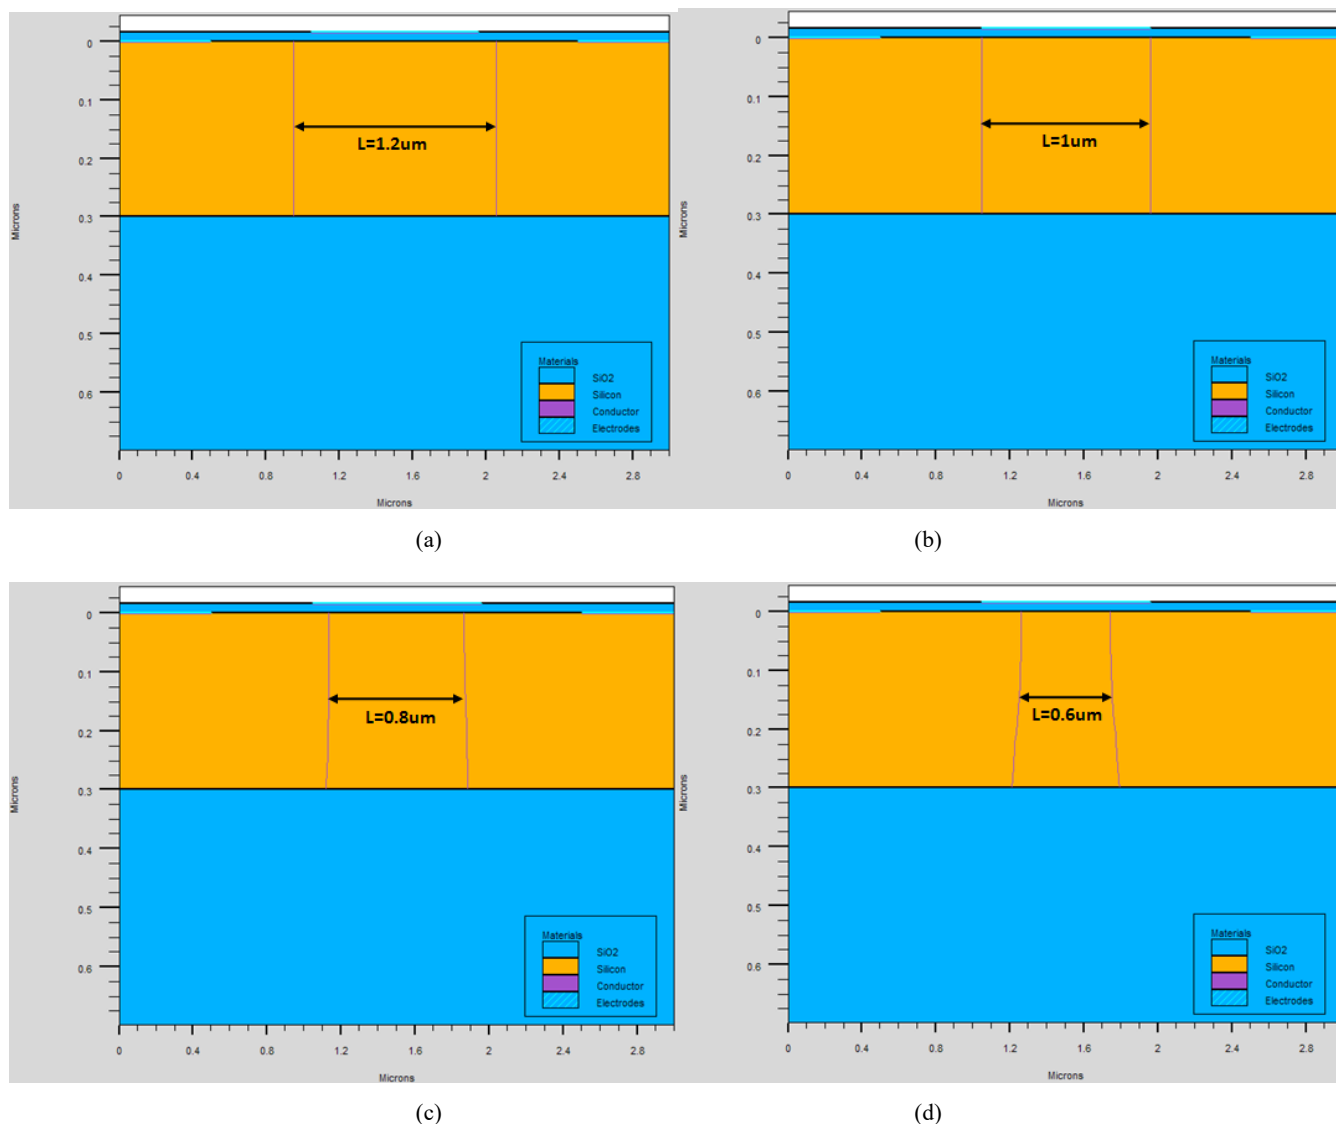 0
0.1
L=1.2um
0.2
0.3
0.4
0.5
0.6
Microns
Materials
SiO2
Silicon
Conductor
Electrodes
0 0.4 0.8 1.2 1.6 2 2.4 2.8
Microns
(a)
0
0.1
L=1um
0.2
0.3
0.4
0.5
0.6
Microns
Materials
SiO2
Silicon
Conductor
Electrodes
0 0.4 0.8 1.2 1.6 2 2.4 2.8
Microns
(b)
0
0.1
L=0.8um
0.2
0.3
0.4
0.5
0.6
Microns
Materials
SiO2
Silicon
Conductor
Electrodes
0 0.4 0.8 1.2 1.6 2 2.4 2.8
Microns
(c)
0
0.1
L=0.6um
0.2
0.3
0.4
0.5
0.6
Microns
Materials
SiO2
Silicon
Conductor
Electrodes
0 0.4 0.8 1.2 1.6 2 2.4 2.8
Microns
(d)